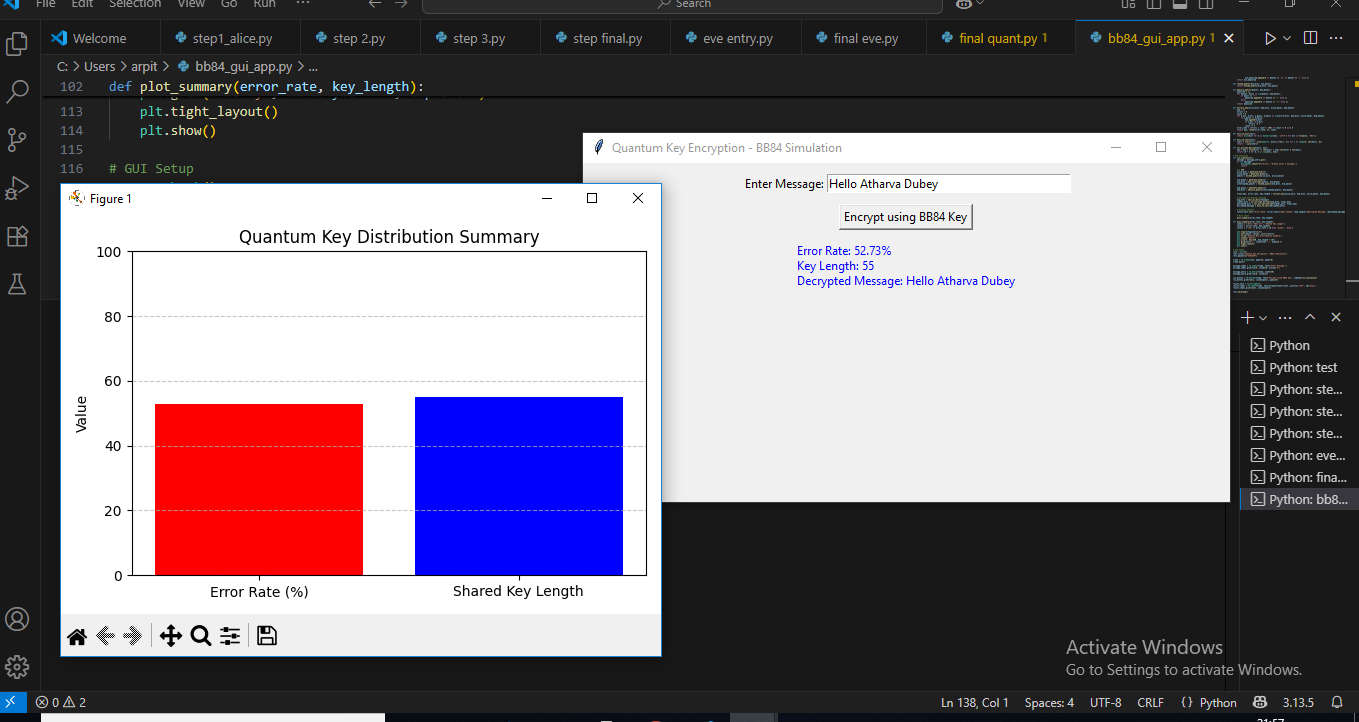 File Edit Selection View Go Run ···
Search
Welcome step1_alice.py step 2.py step 3.py step final.py eve entry.py final eve.py final quant.py 1 bb84_gui_app.py 1
C: > Users > arpit > bb84_gui_app.py > ...
102 def plot_summary(error_rate, key_length):
113 plt.tight_layout()
114 plt.show()
115
116 # GUI Setup
Quantum Key Encryption - BB84 Simulation
Enter Message: Hello Atharva Dubey
Encrypt using BB84 Key
Error Rate: 52.73%
Key Length: 55
Decrypted Message: Hello Atharva Dubey
Figure 1
Quantum Key Distribution Summary
100
80
60
40
20
0
Value
Error Rate (%) Shared Key Length
Python
Python: test
Python: ste...
Python: ste...
Python: ste...
Python: eve...
Python: fina...
Python: bb8...
Activate Windows
Go to Settings to activate Windows.
0 2 Ln 138, Col 1 Spaces: 4 UTF-8 CRLF {} Python 3.13.5